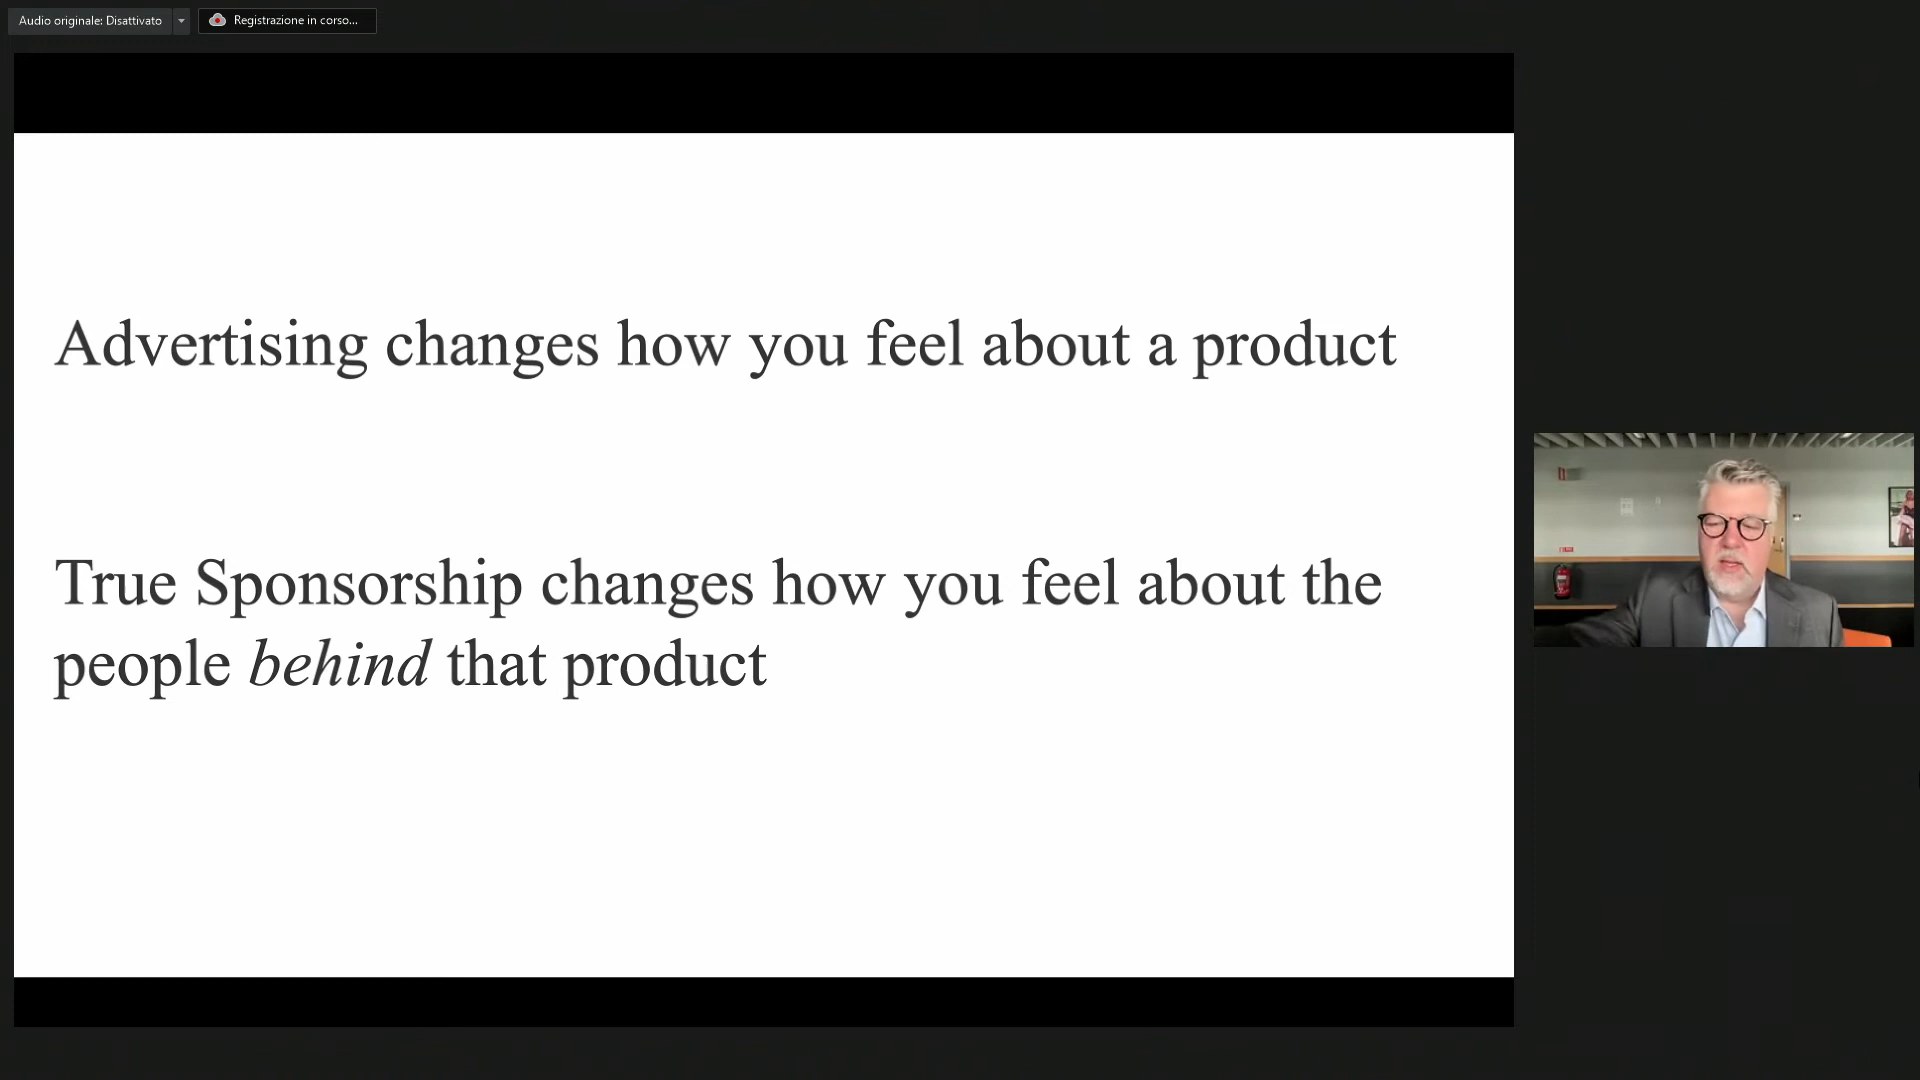 Audio originale: Disattivato
Registrazione in corso...
Advertising changes how you feel about a product
True Sponsorship changes how you feel about the
people behind that product